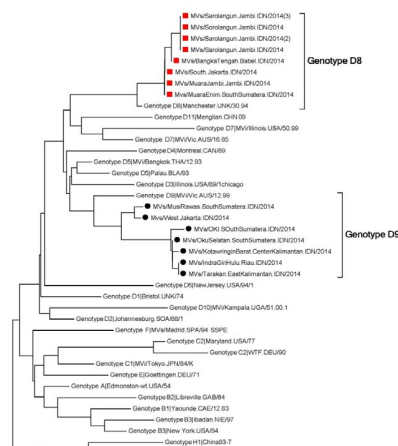 MVs/Sarolangun.Jambi.IDN/2014(3)
MVs/Sorolangun.Jambi.IDN/2014
MVs/Sarolangun.Jambi.IDN/2014(2)
MVs/Sarolangun.Jambi.IDN/2014
MVs/BangkaTengah.Babel.IDN/2014
MVs/South.Jakarta.IDN/2014
MVs/MuaraJambi.Jambi.IDN/2014
MVs/MuaraEnim.SouthSumatera.IDN/2014
Genotype D8
Genotype D8|Manchester.UNK/30.94
Genotype D11|Menglian.CHN.09
Genotype D7|MVi/Illinois.USA/50.99
Genotype D7|MVi/Vic.AUS/16.85
Genotype D4|Montreal.CAN/89
Genotype D5|MVi/Bangkok.THA/12.93
Genotype D5|Palau.BLA/93
Genotype D3|Illinois.USA/89/1chicago
Genotype D9|MVi/Vic.AUS/12.99
MVs/MusiRawas.SouthSumatera.IDN/2014
Mvs/West.Jakarta.IDN/2014
MVs/OKI.SOuthSumatera.IDN/2014
MVs/OkuSelatan.SouthSumatera.IDN/2014
MVs/KotawringinBarat.CenterKalimantan.IDN/2014
MVs/IndraGiriHulu.Riau.IDN/2014
MVs/Tarakan.EastKalimantan.IDN/2014
Genotype D9
Genotype D6|NewJersey.USA/94/1
Genotype D1|Bristol.UNK/74
Genotype D10|MVi/Kampala.UGA/51.00.1
Genotype D2|Johannesburg.SOA/88/1
Genotype F|MVs/Madrid.SPA/94 SSPE
Genotype C2|Maryland.USA/77
Genotype C2|WTF.DEU/90
Genotype C1|MVi/Tokyo.JPN/84/K
Genotype E|Goettingen.DEU/71
Genotype A|Edmonston-wt.USA/54
Genotype B2|Libreville.GAB/84
Genotype B1|Yaounde.CAE/12.83
Genotype B3|Ibadan.NIE/97
Genotype B3|New York.USA/94
Genotype H1|China93-7